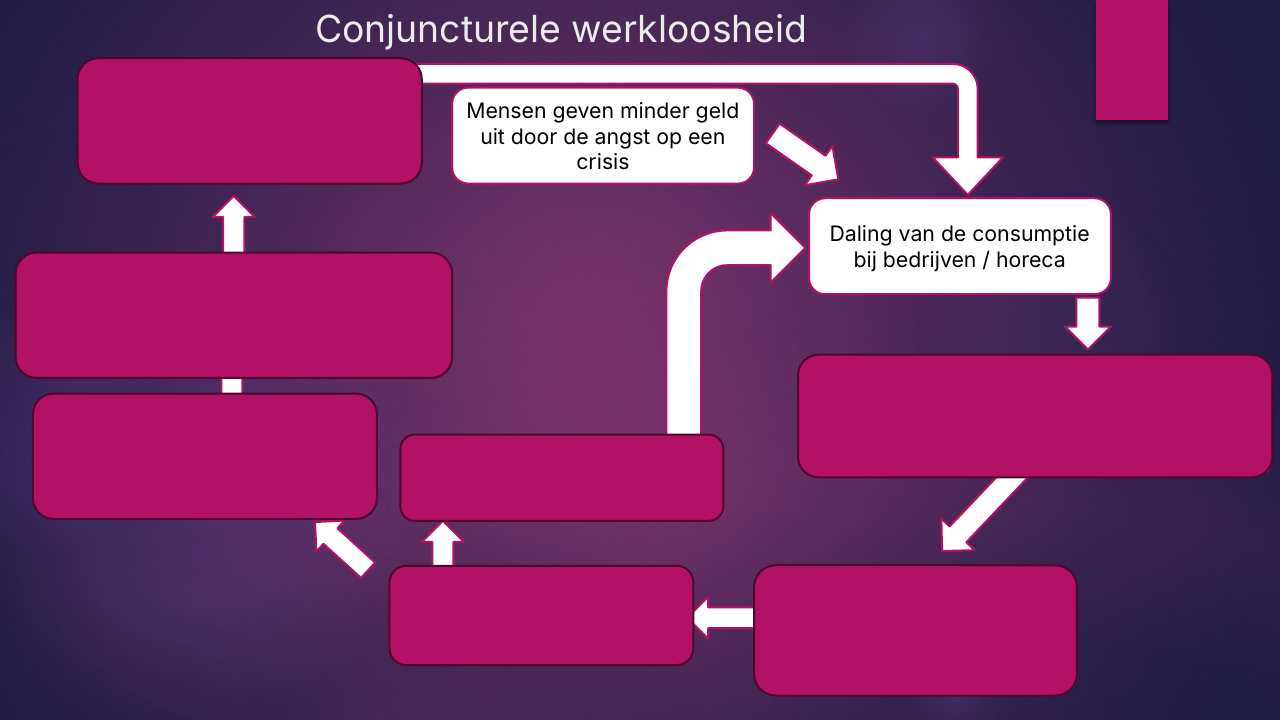 Conjuncturele werkloosheid
Mensen geven minder geld
uit door de angst op een
crisis
Daling van de consumptie
bij bedrijven / horeca